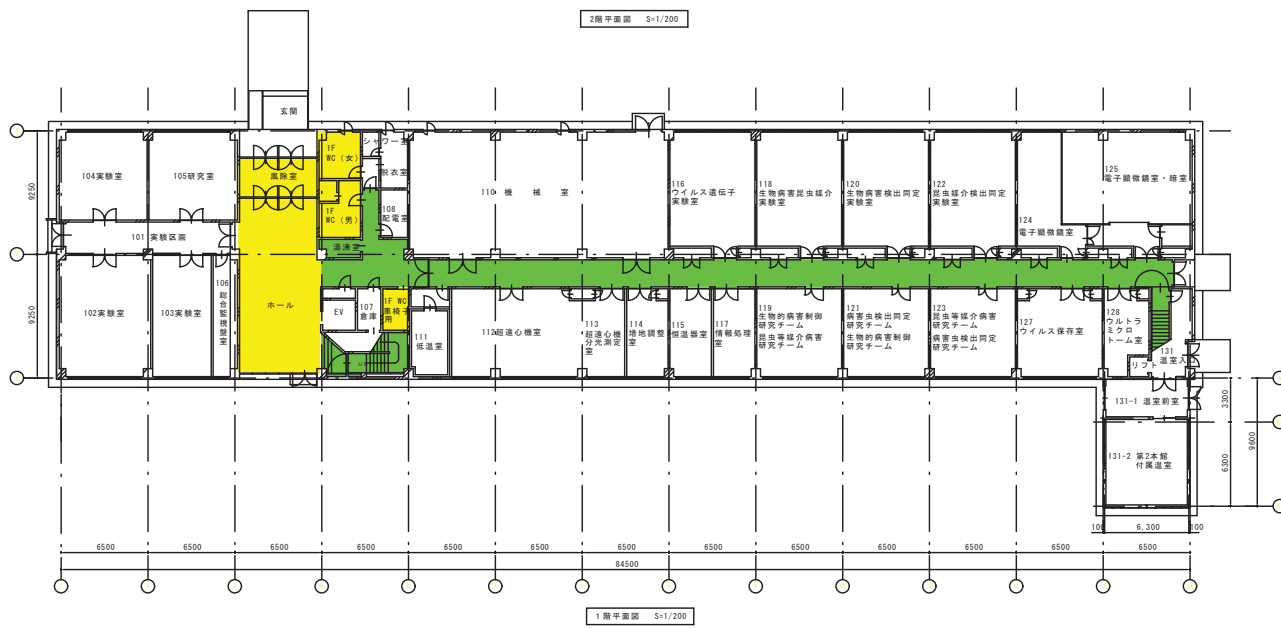 2階平面図 S=1/200
玄関
1F
WC（女）
シャワー室
脱衣室
風除室
104実験室
105研究室
110 機械室
116
ウイルス遺伝子
実験室
118
生物病害昆虫媒介
実験室
120
生物病害検出同定
実験室
122
昆虫媒介検出同定
実験室
125
電子顕微鏡室・暗室
124
電子顕微鏡室
1F
WC（男）
108
配電室
101 実験区画
湯沸室
9250
9250
102実験室
103実験室
106
総合監視盤室
ホール
EV
107
倉庫
1F WC
車椅子
用
111
低温室
112超遠心機室
113
超遠心機
分光測定
室
114
培地調整
室
115
恒温器室
117
情報処理
室
119
生物的病害制御
研究チーム
昆虫等媒介病害
研究チーム
121
病害虫検出同定
研究チーム
生物的病害制御
研究チーム
123
昆虫等媒介病害
研究チーム
病害虫検出同定
研究チーム
127
ウイルス保存室
128
ウルトラ
ミクロ
トーム室
131
温室入
リフト
131-1 温室前室
131-2 第2本館
付属温室
3300
6300
9600
100
6,300
100
6500
6500
6500
6500
6500
6500
6500
6500
6500
6500
6500
6500
6500
84500
1階平面図 S=1/200